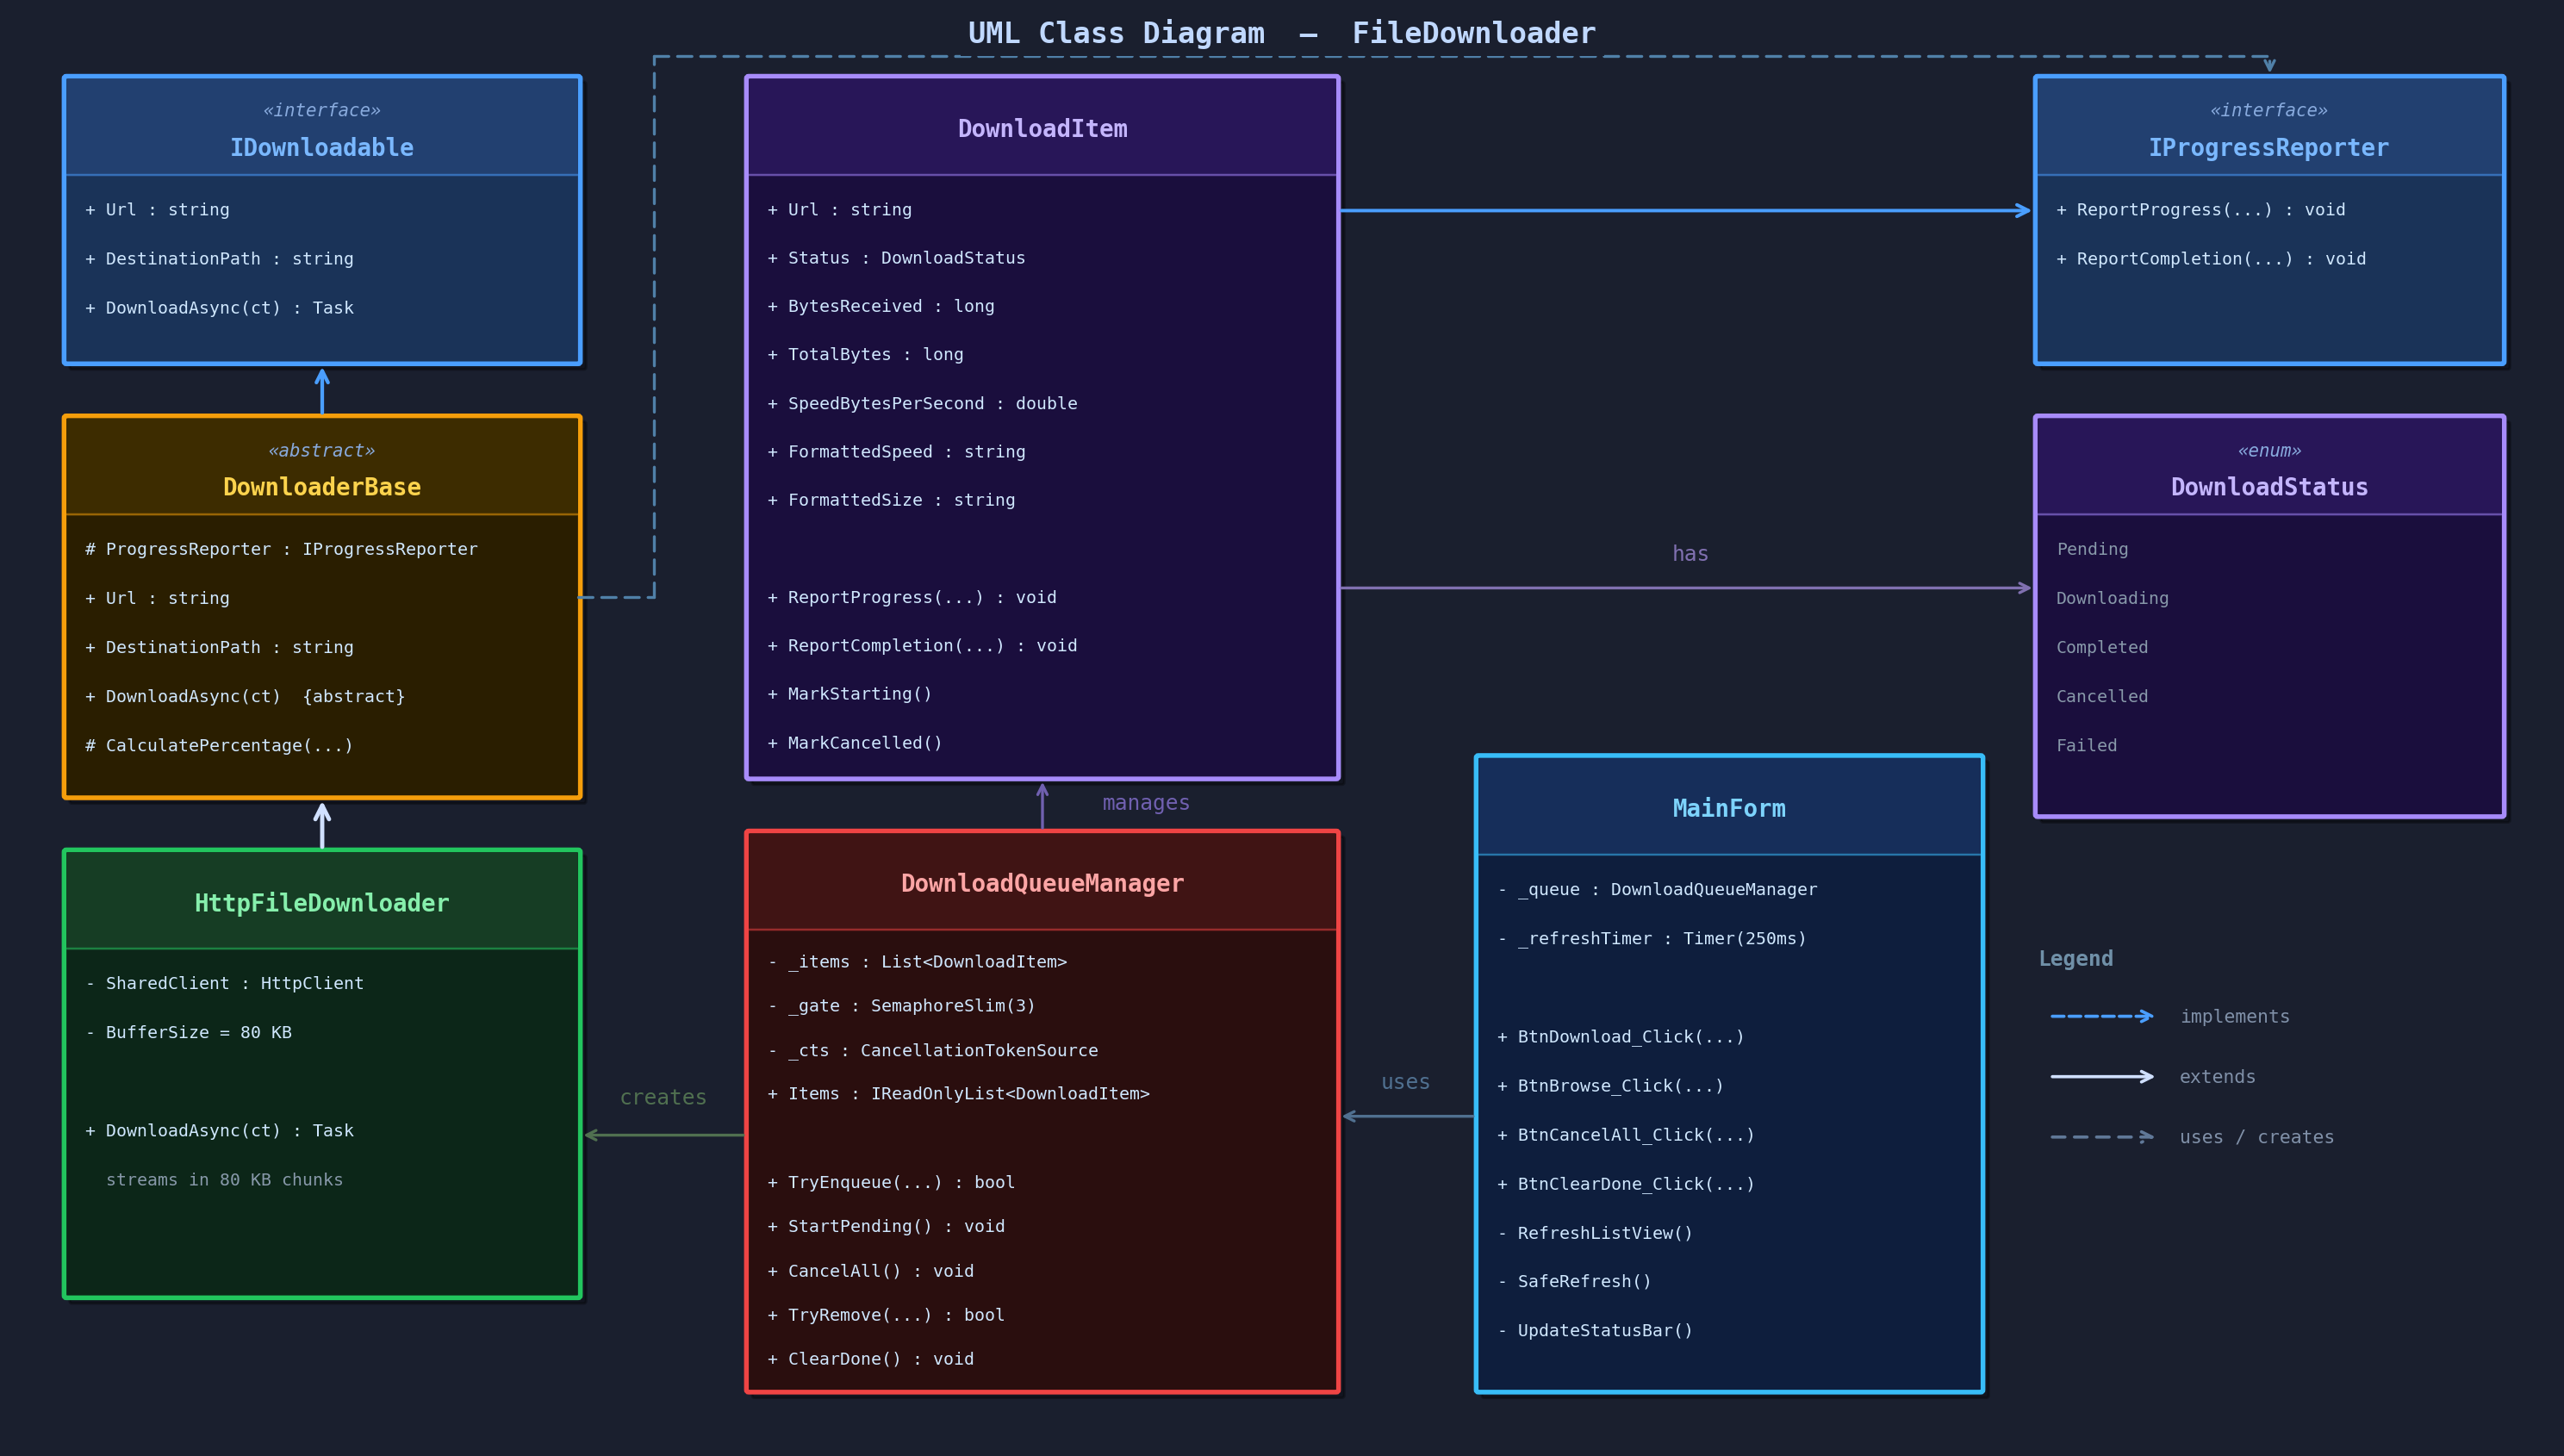 UML Class Diagram — FileDownloader
«interface»
IDownloadable
+ Url : string
+ DestinationPath : string
+ DownloadAsync(ct) : Task
«abstract»
DownloaderBase
# ProgressReporter : IProgressReporter
+ Url : string
+ DestinationPath : string
+ DownloadAsync(ct)  {abstract}
# CalculatePercentage(...)
HttpFileDownloader
- SharedClient : HttpClient
- BufferSize = 80 KB
+ DownloadAsync(ct) : Task
streams in 80 KB chunks
DownloadItem
+ Url : string
+ Status : DownloadStatus
+ BytesReceived : long
+ TotalBytes : long
+ SpeedBytesPerSecond : double
+ FormattedSpeed : string
+ FormattedSize : string
+ ReportProgress(...) : void
+ ReportCompletion(...) : void
+ MarkStarting()
+ MarkCancelled()
manages
creates
DownloadQueueManager
- _items : List<DownloadItem>
- _gate : SemaphoreSlim(3)
- _cts : CancellationTokenSource
+ Items : IReadOnlyList<DownloadItem>
+ TryEnqueue(...) : bool
+ StartPending() : void
+ CancelAll() : void
+ TryRemove(...) : bool
+ ClearDone() : void
uses
MainForm
- _queue : DownloadQueueManager
- _refreshTimer : Timer(250ms)
+ BtnDownload_Click(...)
+ BtnBrowse_Click(...)
+ BtnCancelAll_Click(...)
+ BtnClearDone_Click(...)
- RefreshListView()
- SafeRefresh()
- UpdateStatusBar()
has
«interface»
IProgressReporter
+ ReportProgress(...) : void
+ ReportCompletion(...) : void
«enum»
DownloadStatus
Pending
Downloading
Completed
Cancelled
Failed
Legend
implements
extends
uses / creates